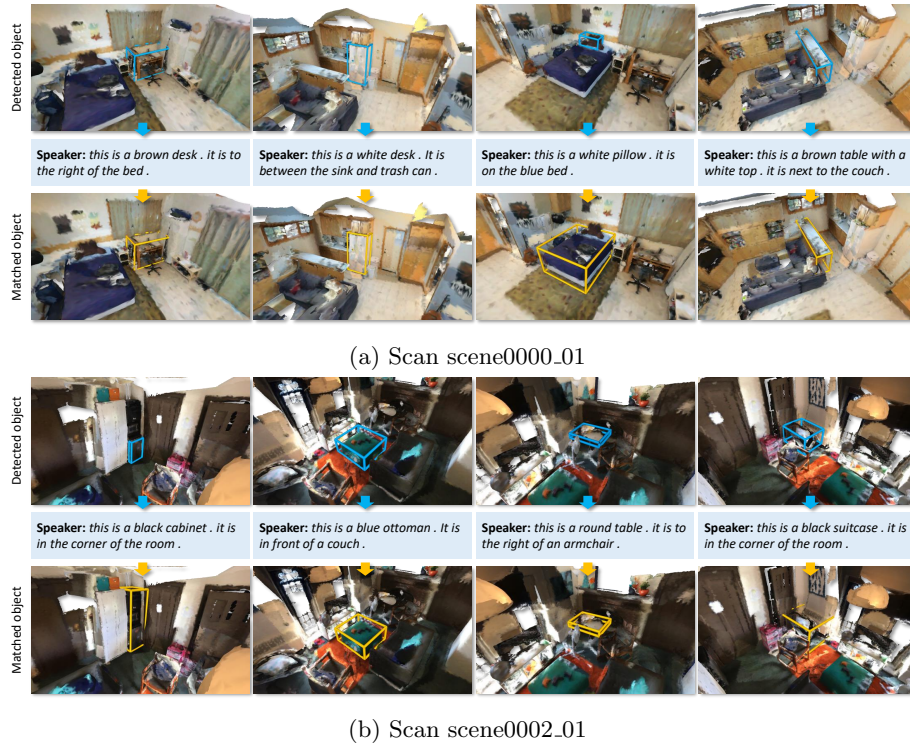 Detected object
Speaker: this is a brown desk . it is to
the right of the bed .
Speaker: this is a white desk . It is
between the sink and trash can .
Speaker: this is a white pillow . it is
on the blue bed .
Speaker: this is a brown table with a
white top . it is next to the couch .
Matched object
(a) Scan scene0000_01
Detected object
Speaker: this is a black cabinet . it is
in the corner of the room .
Speaker: this is a blue ottoman . It is
in front of a couch .
Speaker: this is a round table . it is to
the right of an armchair .
Speaker: this is a black suitcase . it is
in the corner of the room .
Matched object
(b) Scan scene0002_01